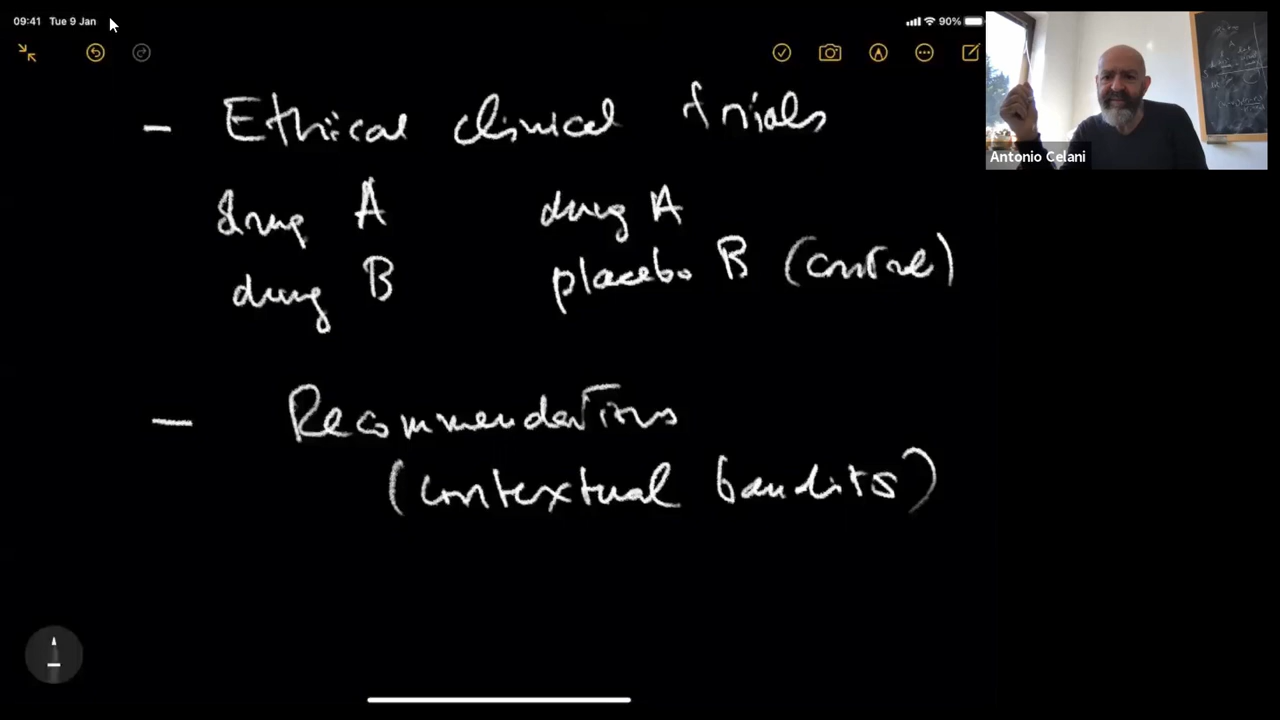 09:41 Tue 9 Jan 90%
- Ethical clinical trials
drug A drug A
drug B placebo B (control)
- Recommendations
(contextual bandits)
Antonio Celani